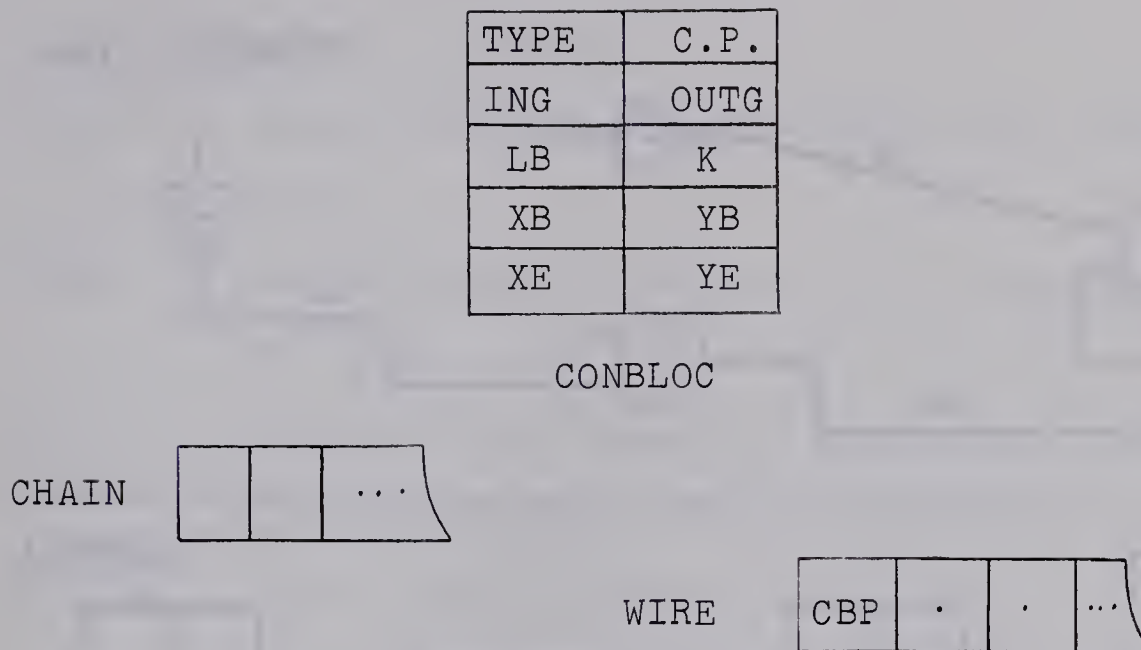 TYPE C.P.
ING OUTG
LB K
XB YB
XE YE
CONBLOC
CHAIN ...
WIRE CBP . . ...